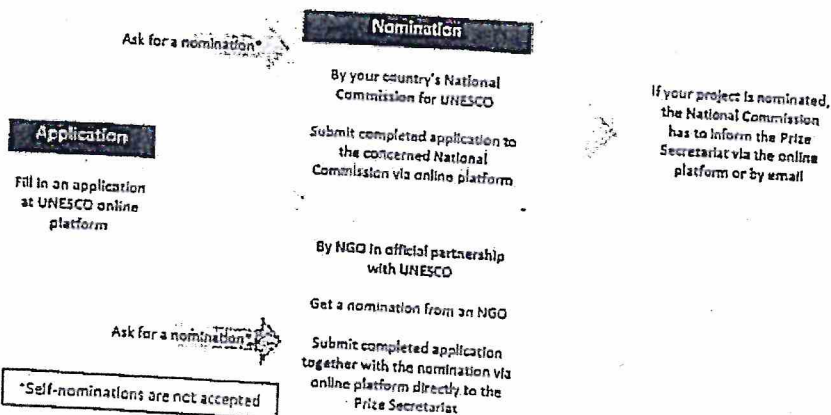 Application
Fill in an application
at UNESCO online
platform
Ask for a nomination*
Nomination
By your country's National
Commission for UNESCO
Submit completed application to
the concerned National
Commission via online platform
If your project is nominated,
the National Commission
has to inform the Prize
Secretariat via the online
platform or by email
Ask for a nomination*
By NGO in official partnership
with UNESCO
Get a nomination from an NGO
Submit completed application
together with the nomination via
online platform directly to the
Prize Secretariat
*Self-nominations are not accepted